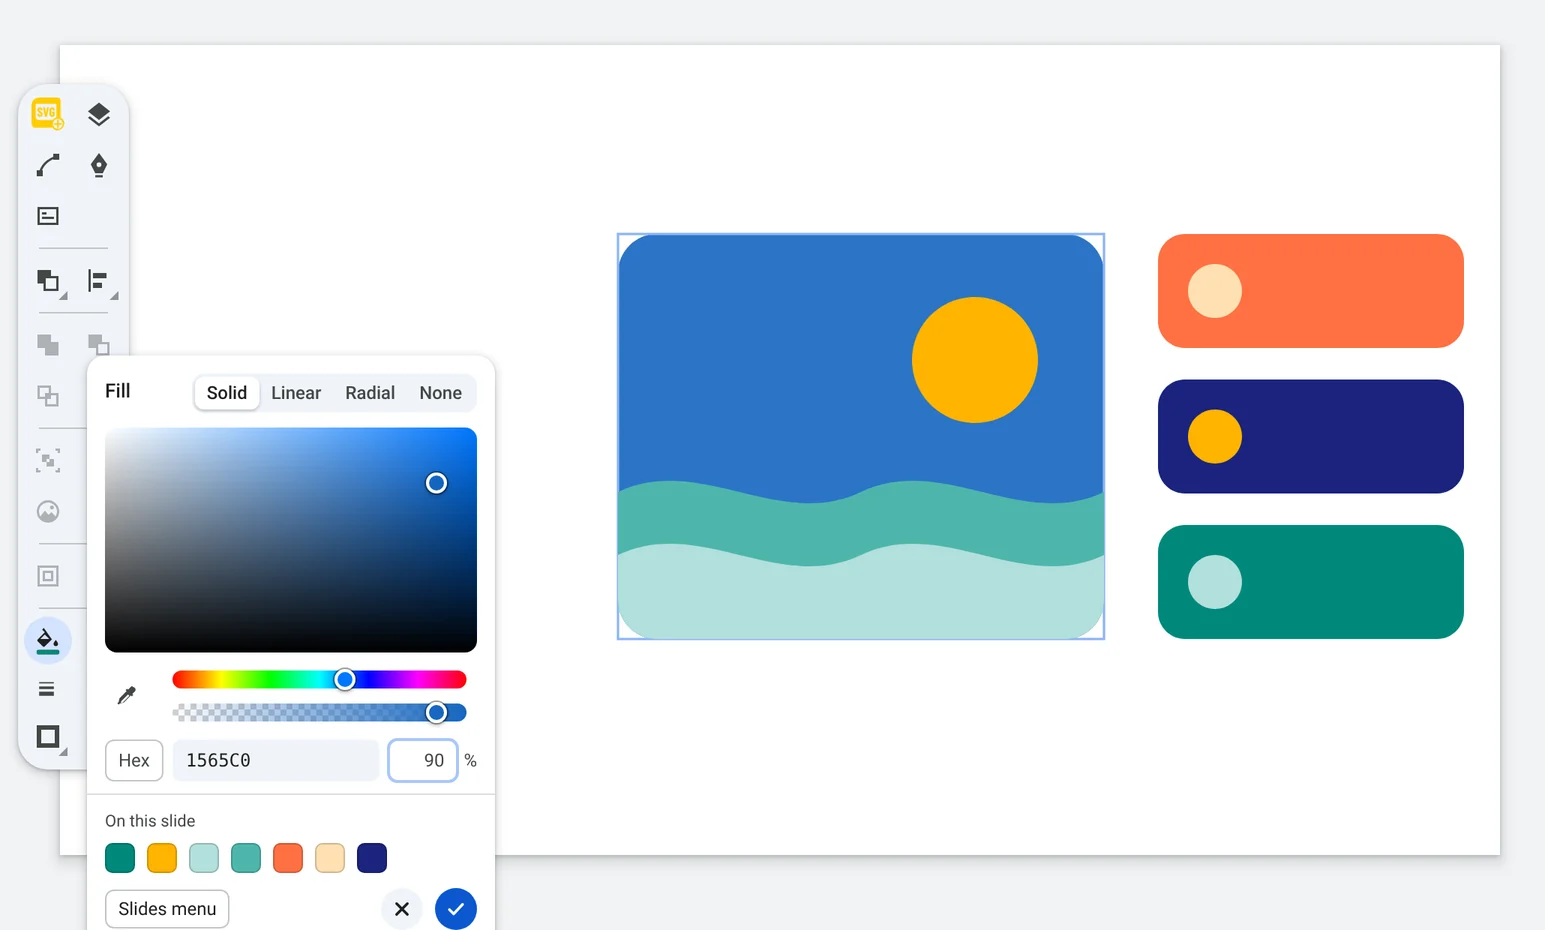 SVG
Fill
Solid Linear Radial None
Hex 1565C0 90 %
On this slide
Slides menu